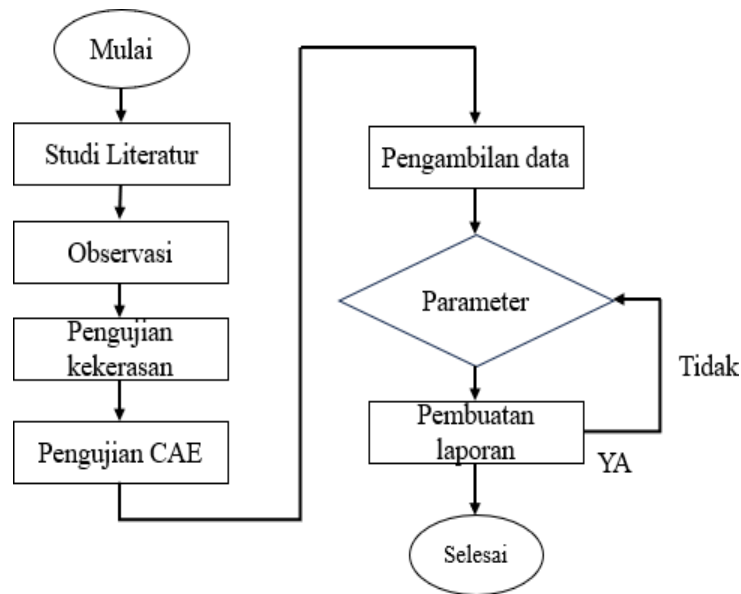 Mulai
Studi Literatur
Observasi
Pengujian
kekerasan
Pengujian CAE
Pengambilan data
Parameter
Tidak
Pembuatan
laporan
YA
Selesai